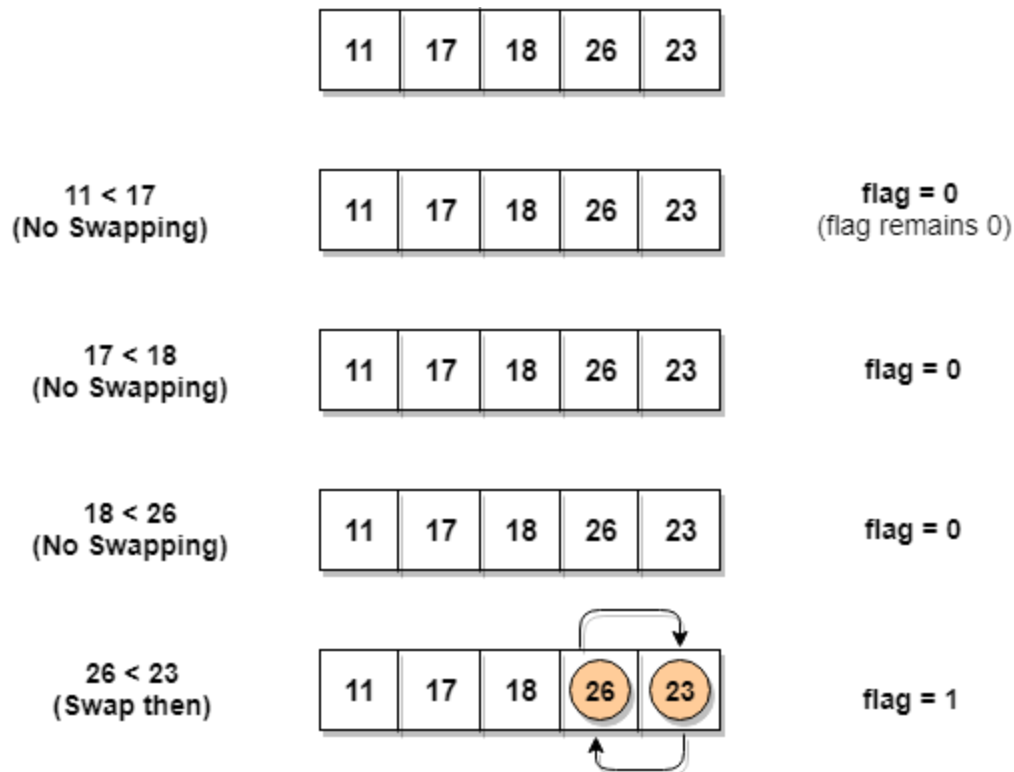 11 17 18 26 23
11 < 17
(No Swapping)
11 17 18 26 23
flag = 0
(flag remains 0)
17 < 18
(No Swapping)
11 17 18 26 23
flag = 0
18 < 26
(No Swapping)
11 17 18 26 23
flag = 0
26 < 23
(Swap then)
11 17 18 26 23
flag = 1